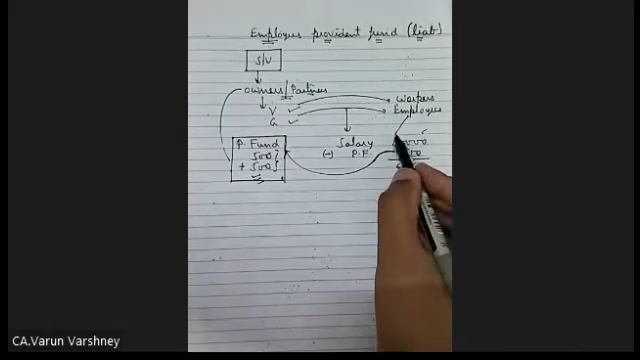 Employees provident fund (liab)
S/V
owners/Partners
V
G
Workers
Employees
P. Fund
500
+ 500
Salary
(-) P.F.
CA.Varun Varshney